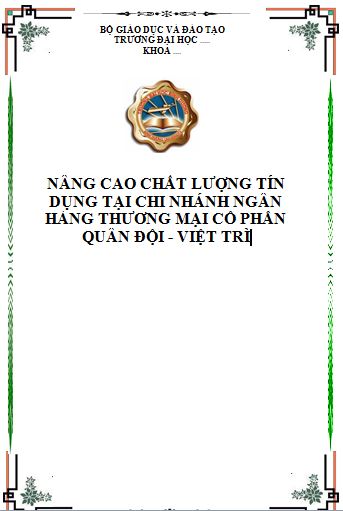 BỘ GIÁO DỤC VÀ ĐÀO TẠO
TRƯỜNG ĐẠI HỌC ....
KHOA ...
NÂNG CAO CHẤT LƯỢNG TÍN
DỤNG TẠI CHI NHÁNH NGÂN
HÀNG THƯƠNG MẠI CỔ PHẦN
QUÂN ĐỘI - VIỆT TRÌ